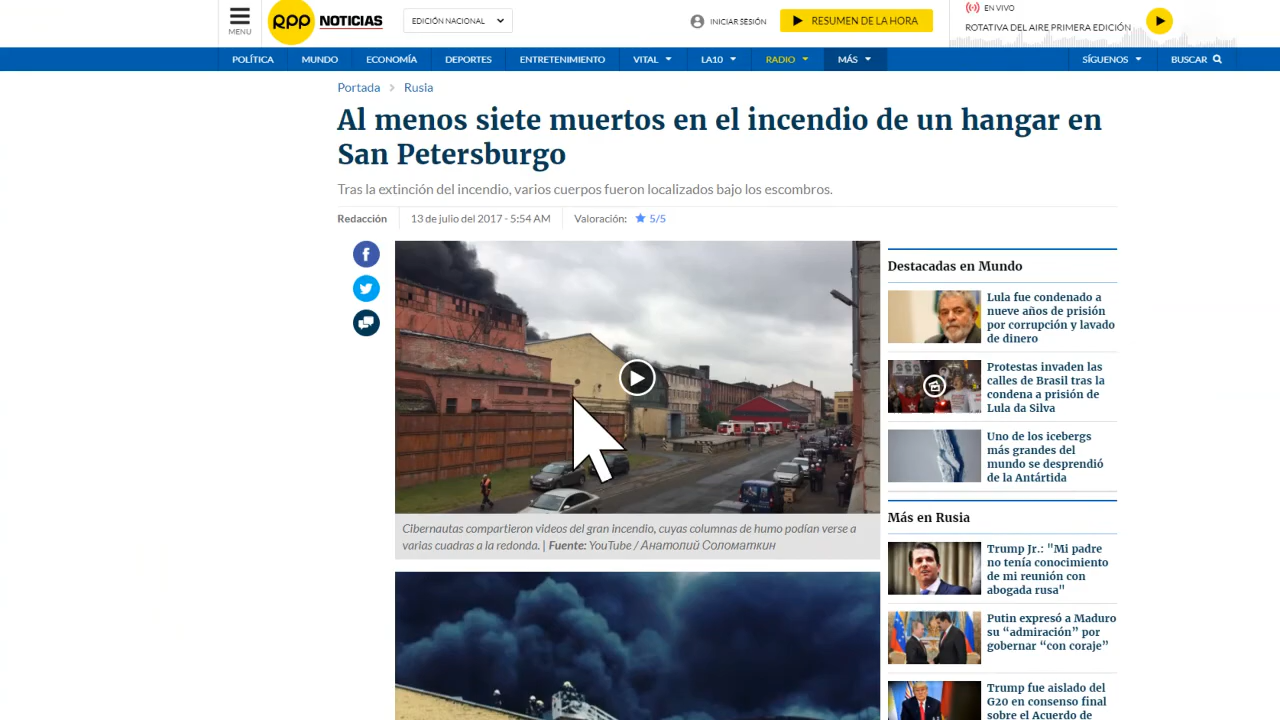 MENU
RPP NOTICIAS
EDICIÓN NACIONAL
INICIAR SESIÓN
RESUMEN DE LA HORA
EN VIVO
ROTATIVA DEL AIRE PRIMERA EDICIÓN
POLÍTICA MUNDO ECONOMÍA DEPORTES ENTRETENIMIENTO VITAL LA10 RADIO MÁS SÍGUENOS BUSCAR
Portada > Rusia
Al menos siete muertos en el incendio de un hangar en
San Petersburgo
Tras la extinción del incendio, varios cuerpos fueron localizados bajo los escombros.
Redacción 13 de julio del 2017 - 5:54 AM Valoración: 5/5
Cibernautas compartieron videos del gran incendio, cuyas columnas de humo podían verse a
varias cuadras a la redonda. | Fuente: YouTube / Анатолий Соломаткин
Destacadas en Mundo
Lula fue condenado a
nueve años de prisión
por corrupción y lavado
de dinero
Protestas invaden las
calles de Brasil tras la
condena a prisión de
Lula da Silva
Uno de los icebergs
más grandes del
mundo se desprendió
de la Antártida
Más en Rusia
Trump Jr.: "Mi padre
no tenía conocimiento
de mi reunión con
abogada rusa"
Putin expresó a Maduro
su “admiración” por
gobernar “con coraje”
Trump fue aislado del
G20 en consenso final
sobre el Acuerdo de